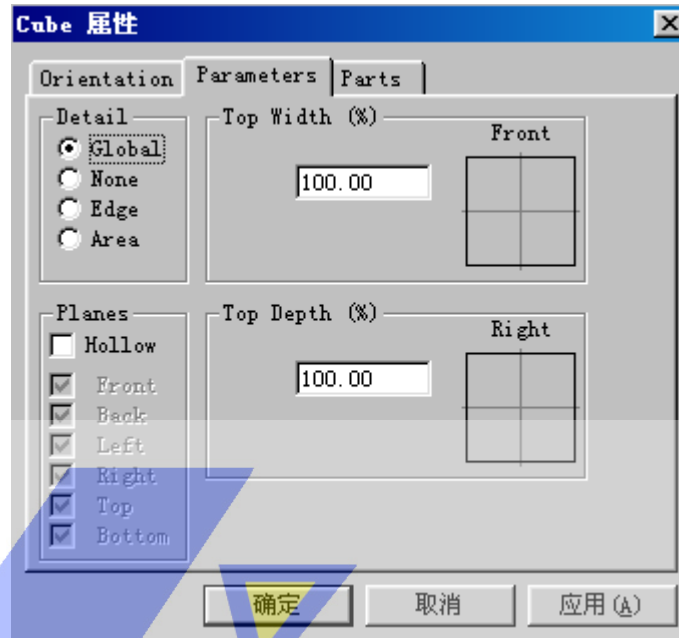 Cube 属性
Orientation Parameters Parts
Detail
Global
None
Edge
Area
Top Width (%)
Front
100.00
Planes
Hollow
Front
Back
Left
Right
Top
Bottom
Top Depth (%)
Right
100.00
确定 取消 应用(A)